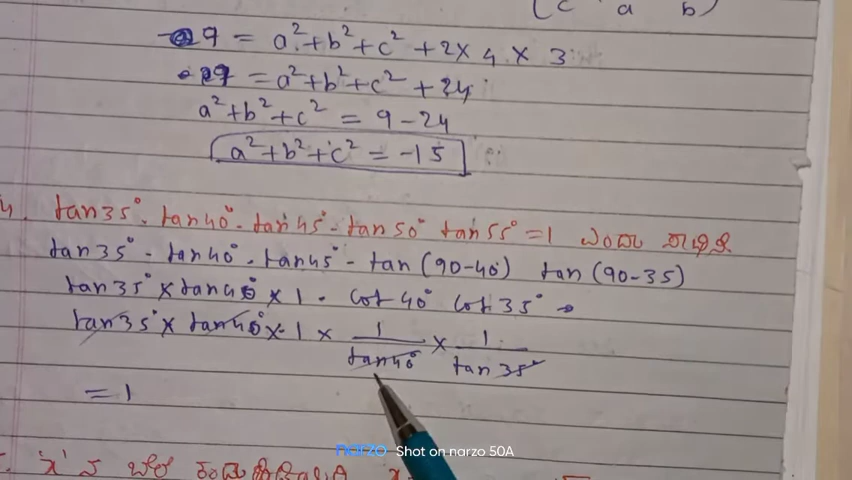 (c a b)
9 = a²+b²+c² + 2×4×3
9 = a²+b²+c² + 24
a²+b²+c² = 9-24
a²+b²+c² = -15
4. tan35°. tan40°. tan45°. tan50° tan55° = 1 ಎಂದು ಸಾಧಿಸಿ
tan35°. tan40°. tan45°. tan(90-40) tan(90-35)
tan35° × tan40° × 1 . cot40° cot35°
tan35° × tan40° × 1 × 1/tan40° × 1/tan35°
= 1
narzo Shot on narzo 50A
'x' ನ ಬೆಲೆ